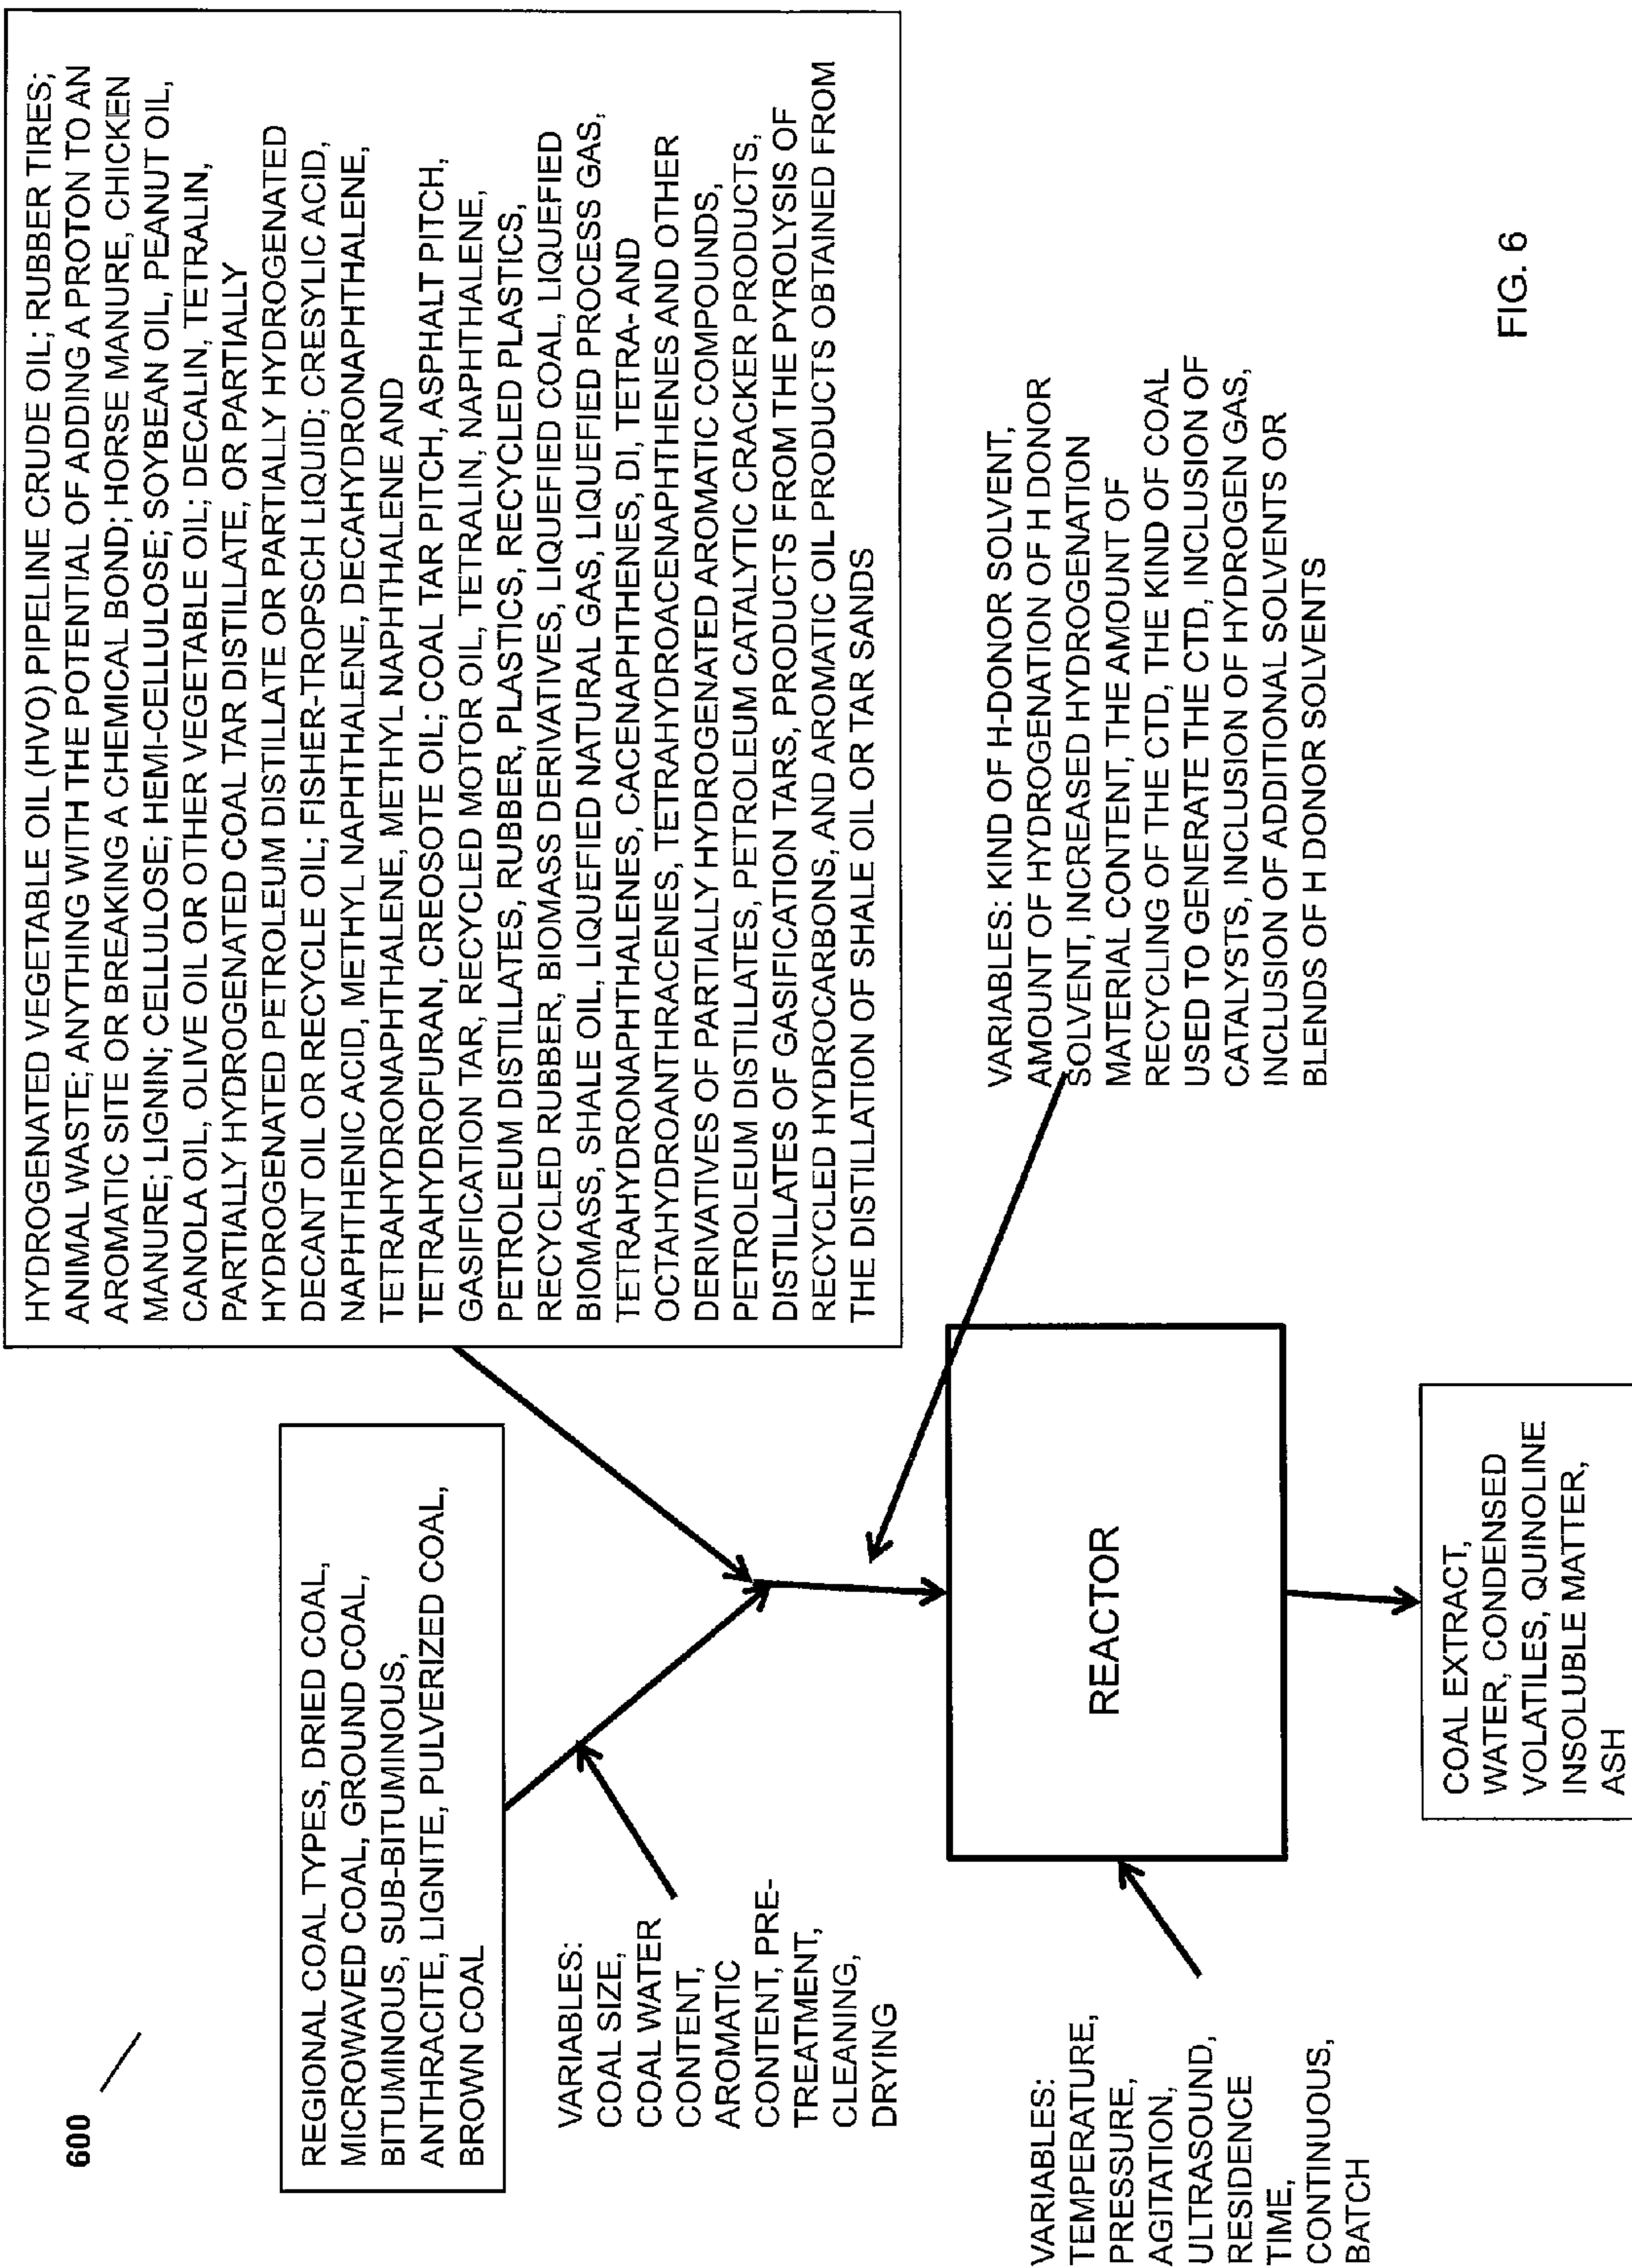 600
REGIONAL COAL TYPES, DRIED COAL,
MICROWAVED COAL, GROUND COAL,
BITUMINOUS, SUB-BITUMINOUS,
ANTHRACITE, LIGNITE, PULVERIZED COAL,
BROWN COAL
HYDROGENATED VEGETABLE OIL (HVO) PIPELINE CRUDE OIL; RUBBER TIRES;
ANIMAL WASTE; ANYTHING WITH THE POTENTIAL OF ADDING A PROTON TO AN
AROMATIC SITE OR BREAKING A CHEMICAL BOND; HORSE MANURE, CHICKEN
MANURE; LIGNIN; CELLULOSE; HEMI-CELLULOSE; SOYBEAN OIL, PEANUT OIL,
CANOLA OIL, OLIVE OIL OR OTHER VEGETABLE OIL; DECALIN, TETRALIN,
PARTIALLY HYDROGENATED COAL TAR DISTILLATE, OR PARTIALLY
HYDROGENATED PETROLEUM DISTILLATE OR PARTIALLY HYDROGENATED
DECANT OIL OR RECYCLE OIL; FISHER-TROPSCH LIQUID; CRESYLIC ACID,
NAPHTHENIC ACID, METHYL NAPHTHALENE, DECAHYDRONAPHTHALENE,
TETRAHYDRONAPHTHALENE, METHYL NAPHTHALENE AND
TETRAHYDROFURAN, CREOSOTE OIL; COAL TAR PITCH, ASPHALT PITCH,
GASIFICATION TAR, RECYCLED MOTOR OIL, TETRALIN, NAPHTHALENE,
PETROLEUM DISTILLATES, RUBBER, PLASTICS, RECYCLED PLASTICS,
RECYCLED RUBBER, BIOMASS DERIVATIVES, LIQUEFIED COAL, LIQUEFIED
BIOMASS, SHALE OIL, LIQUEFIED NATURAL GAS, LIQUEFIED PROCESS GAS,
TETRAHYDRONAPHTHALENES, CACENAPHTHENES, DI, TETRA- AND
OCTAHYDROANTHRACENES, TETRAHYDROACENAPHTHENES AND OTHER
DERIVATIVES OF PARTIALLY HYDROGENATED AROMATIC COMPOUNDS,
PETROLEUM DISTILLATES, PETROLEUM CATALYTIC CRACKER PRODUCTS,
DISTILLATES OF GASIFICATION TARS, PRODUCTS FROM THE PYROLYSIS OF
RECYCLED HYDROCARBONS, AND AROMATIC OIL PRODUCTS OBTAINED FROM
THE DISTILLATION OF SHALE OIL OR TAR SANDS
VARIABLES:
COAL SIZE,
COAL WATER
CONTENT,
AROMATIC
CONTENT, PRE-
TREATMENT,
CLEANING,
DRYING
VARIABLES: KIND OF H-DONOR SOLVENT,
AMOUNT OF HYDROGENATION OF H DONOR
SOLVENT, INCREASED HYDROGENATION
MATERIAL CONTENT, THE AMOUNT OF
RECYCLING OF THE CTD, THE KIND OF COAL
USED TO GENERATE THE CTD, INCLUSION OF
CATALYSTS, INCLUSION OF HYDROGEN GAS,
INCLUSION OF ADDITIONAL SOLVENTS OR
BLENDS OF H DONOR SOLVENTS
VARIABLES:
TEMPERATURE,
PRESSURE,
AGITATION,
ULTRASOUND,
RESIDENCE
TIME,
CONTINUOUS,
BATCH
REACTOR
COAL EXTRACT,
WATER, CONDENSED
VOLATILES, QUINOLINE
INSOLUBLE MATTER,
ASH
FIG. 6